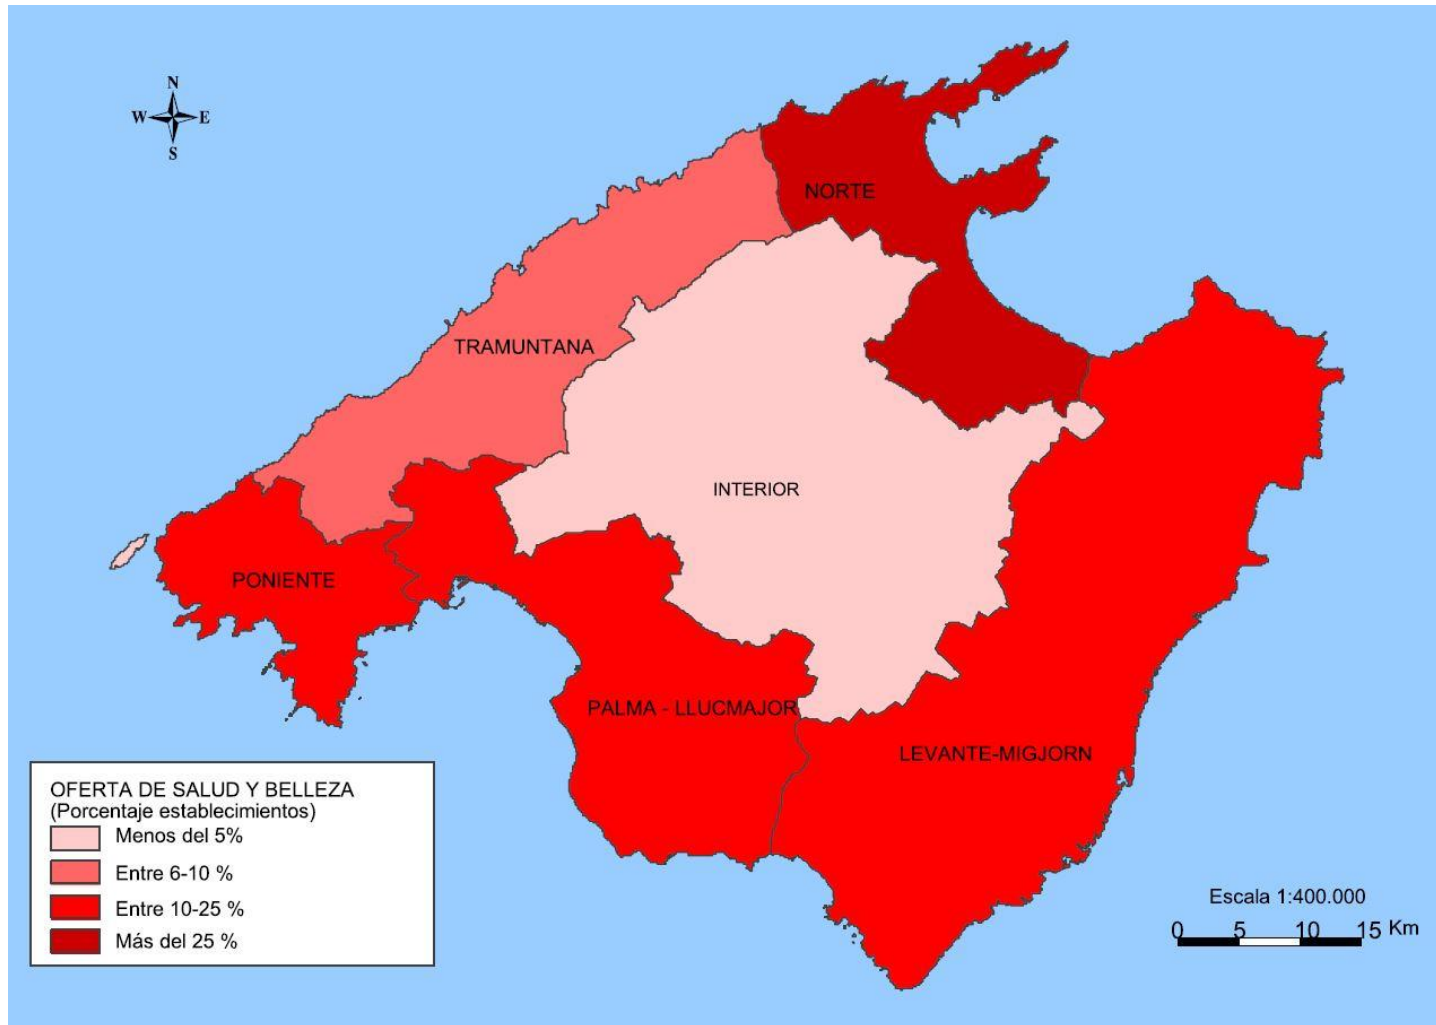 N
W E
S
NORTE
TRAMUNTANA
INTERIOR
PONIENTE
PALMA - LLUCMAJOR
LEVANTE-MIGJORN
OFERTA DE SALUD Y BELLEZA
(Porcentaje establecimientos)
Menos del 5%
Entre 6-10 %
Entre 10-25 %
Más del 25 %
Escala 1:400.000
0 5 10 15 Km